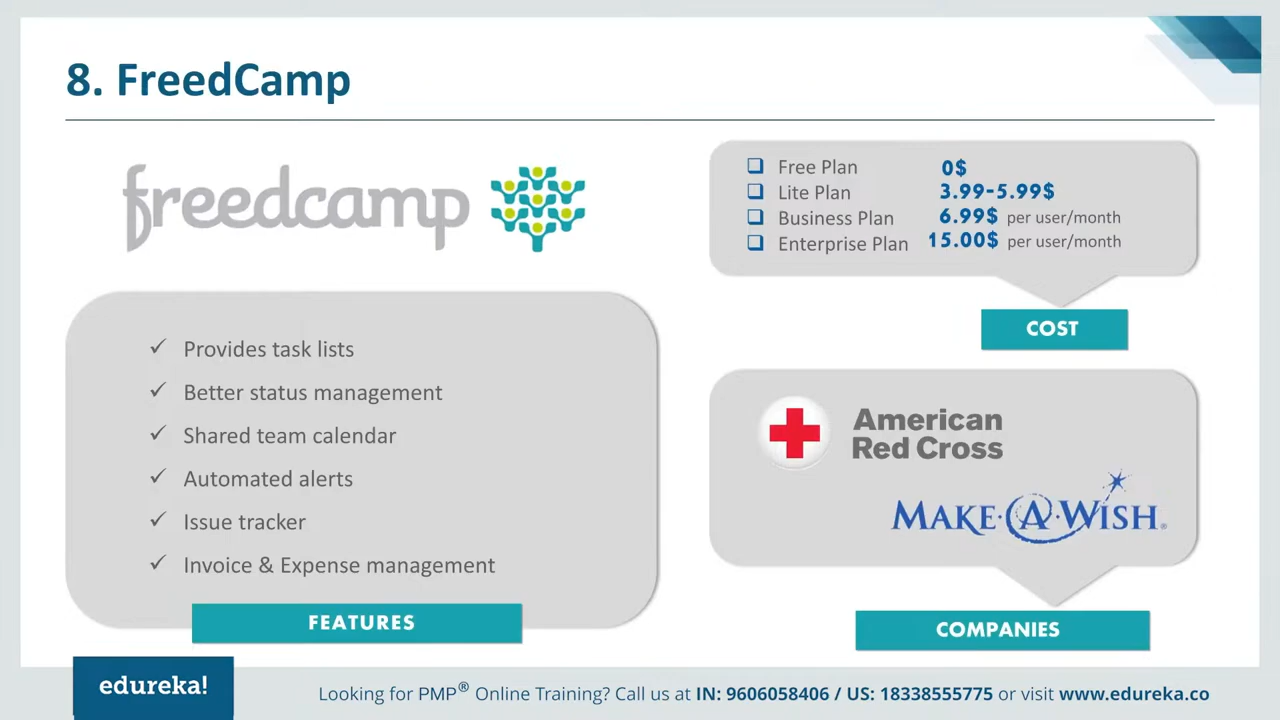 8. FreedCamp
freedcamp
Free Plan 0$
Lite Plan 3.99-5.99$
Business Plan 6.99$ per user/month
Enterprise Plan 15.00$ per user/month
COST
Provides task lists
Better status management
Shared team calendar
Automated alerts
Issue tracker
Invoice & Expense management
FEATURES
American
Red Cross
MAKE·A·WISH®
COMPANIES
edureka!
Looking for PMP® Online Training? Call us at IN: 9606058406 / US: 18338555775 or visit www.edureka.co